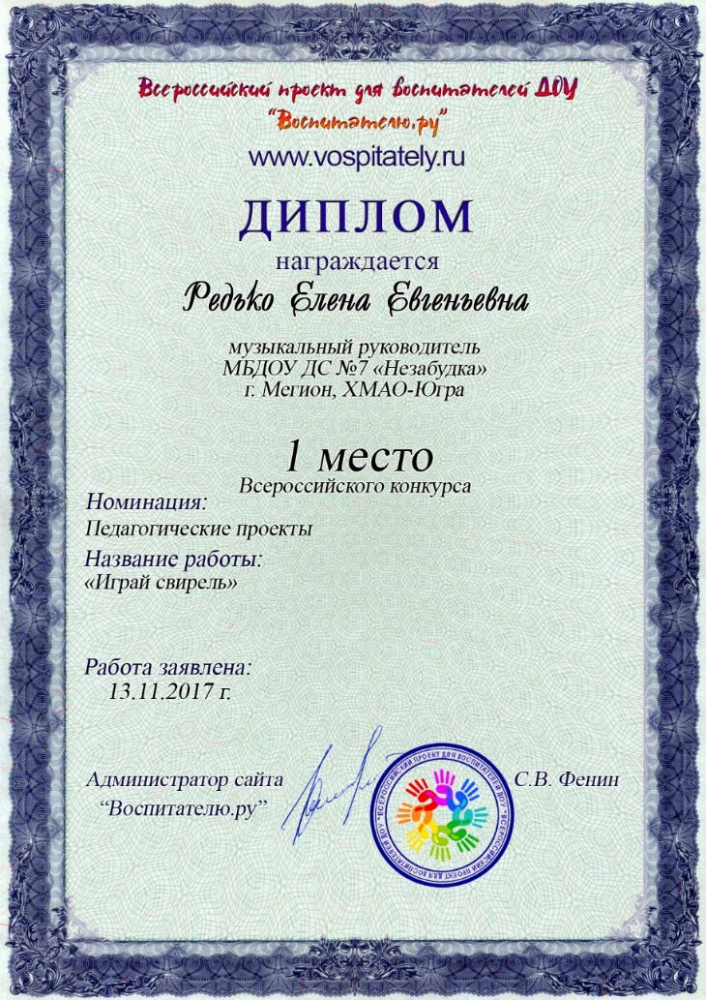 Всероссийский проект для воспитателей ДОУ
“Воспитателю.ру”
www.vospitately.ru
ДИПЛОМ
награждается
Редько Елена Евгеньевна
музыкальный руководитель
МБДОУ ДС №7 «Незабудка»
г. Мегион, ХМАО-Югра
1 место
Всероссийского конкурса
Номинация:
Педагогические проекты
Название работы:
«Играй свирель»
Работа заявлена:
13.11.2017 г.
Администратор сайта
“Воспитателю.ру”
С.В. Фенин
ВСЕРОССИЙСКИЙ ПРОЕКТ ДЛЯ ВОСПИТАТЕЛЕЙ ДОУ * ВСЕРОССИЙСКИЙ ПРОЕКТ ДЛЯ ВОСПИТАТЕЛЕЙ ДОУ *